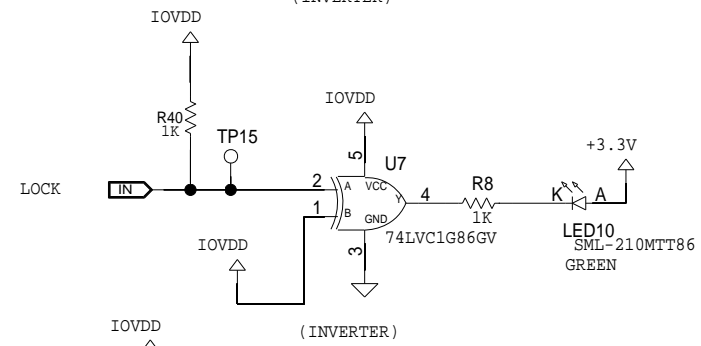 (INVERTER)
IOVDD
R40
1K
TP15
IOVDD
5
U7
+3.3V
LOCK
IN
2
A
VCC
Y
4
R8
1K
K
A
1
B
GND
74LVC1G86GV
3
LED10
SML-210MTT86
GREEN
IOVDD
IOVDD
(INVERTER)